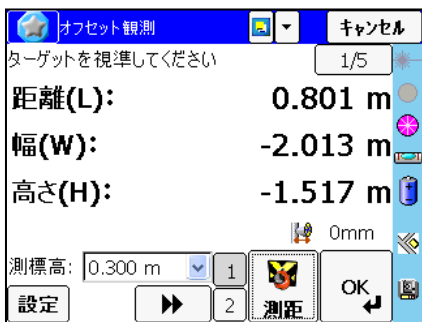 オフセット観測 キャンセル
ターゲットを視準してください 1/5
距離(L): 0.801 m
幅(W): -2.013 m
高さ(H): -1.517 m
0mm
測標高: 0.300 m 1
設定 2 測距 OK